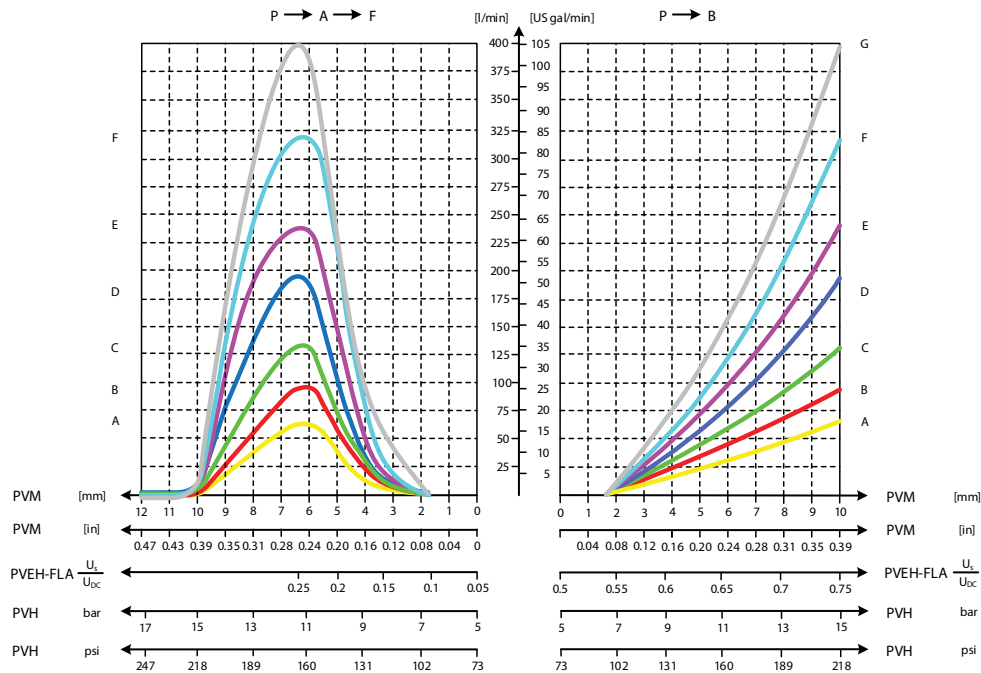 P A F
[l/min]
[US gal/min]
P B
400
375
350
325
300
275
250
225
200
175
150
125
100
75
50
25
105
100
95
90
85
80
75
70
65
60
55
50
45
40
35
30
25
20
15
10
5
F
E
D
C
B
A
G
F
E
D
C
B
A
PVM [mm] 12 11 10 9 8 7 6 5 4 3 2 1 0
0 1 2 3 4 5 6 7 8 9 10 PVM [mm]
PVM [in] 0.47 0.43 0.39 0.35 0.31 0.28 0.24 0.20 0.16 0.12 0.08 0.04 0
0.04 0.08 0.12 0.16 0.20 0.24 0.28 0.31 0.35 0.39 PVM [in]
PVEH-FLA Us/UDC 0.25 0.2 0.15 0.1 0.05
0.5 0.55 0.6 0.65 0.7 0.75 PVEH-FLA Us/UDC
PVH bar 17 15 13 11 9 7 5
5 7 9 11 13 15 PVH bar
PVH psi 247 218 189 160 131 102 73
73 102 131 160 189 218 PVH psi